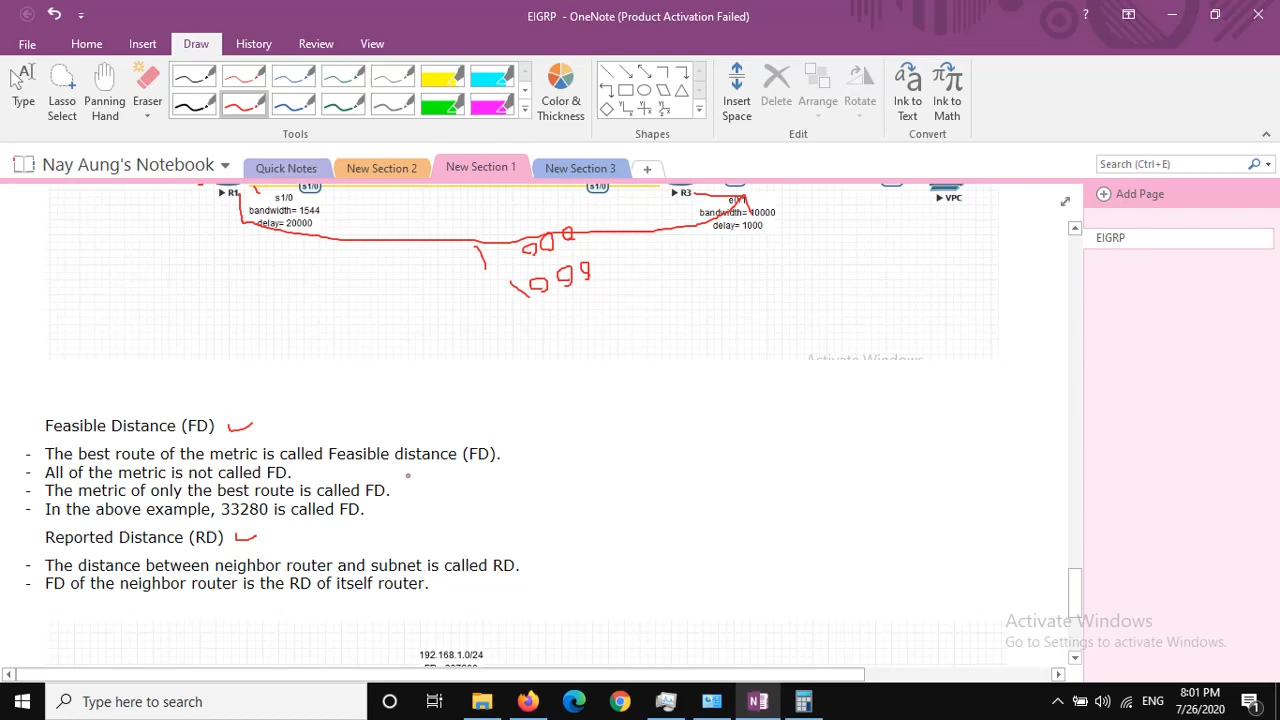 EIGRP - OneNote (Product Activation Failed)
File Home Insert Draw History Review View
Type
Lasso Select
Panning Hand
Eraser
Color & Thickness
Insert Space
Delete
Arrange
Rotate
Ink to Text
Ink to Math
Tools
Shapes
Edit
Convert
Nay Aung's Notebook
Quick Notes
New Section 2
New Section 1
New Section 3
Search (Ctrl+E)
Add Page
EIGRP
R1
s1/0
s1/0
R3
VPC
s1/0
bandwidth= 1544
delay= 20000
bandwidth= 10000
delay= 1000
Feasible Distance (FD)
- The best route of the metric is called Feasible distance (FD).
- All of the metric is not called FD.
- The metric of only the best route is called FD.
- In the above example, 33280 is called FD.
Reported Distance (RD)
- The distance between neighbor router and subnet is called RD.
- FD of the neighbor router is the RD of itself router.
192.168.1.0/24
Activate Windows
Activate Windows
Go to Settings to activate Windows.
Type here to search
ENG
8:01 PM
7/26/2020